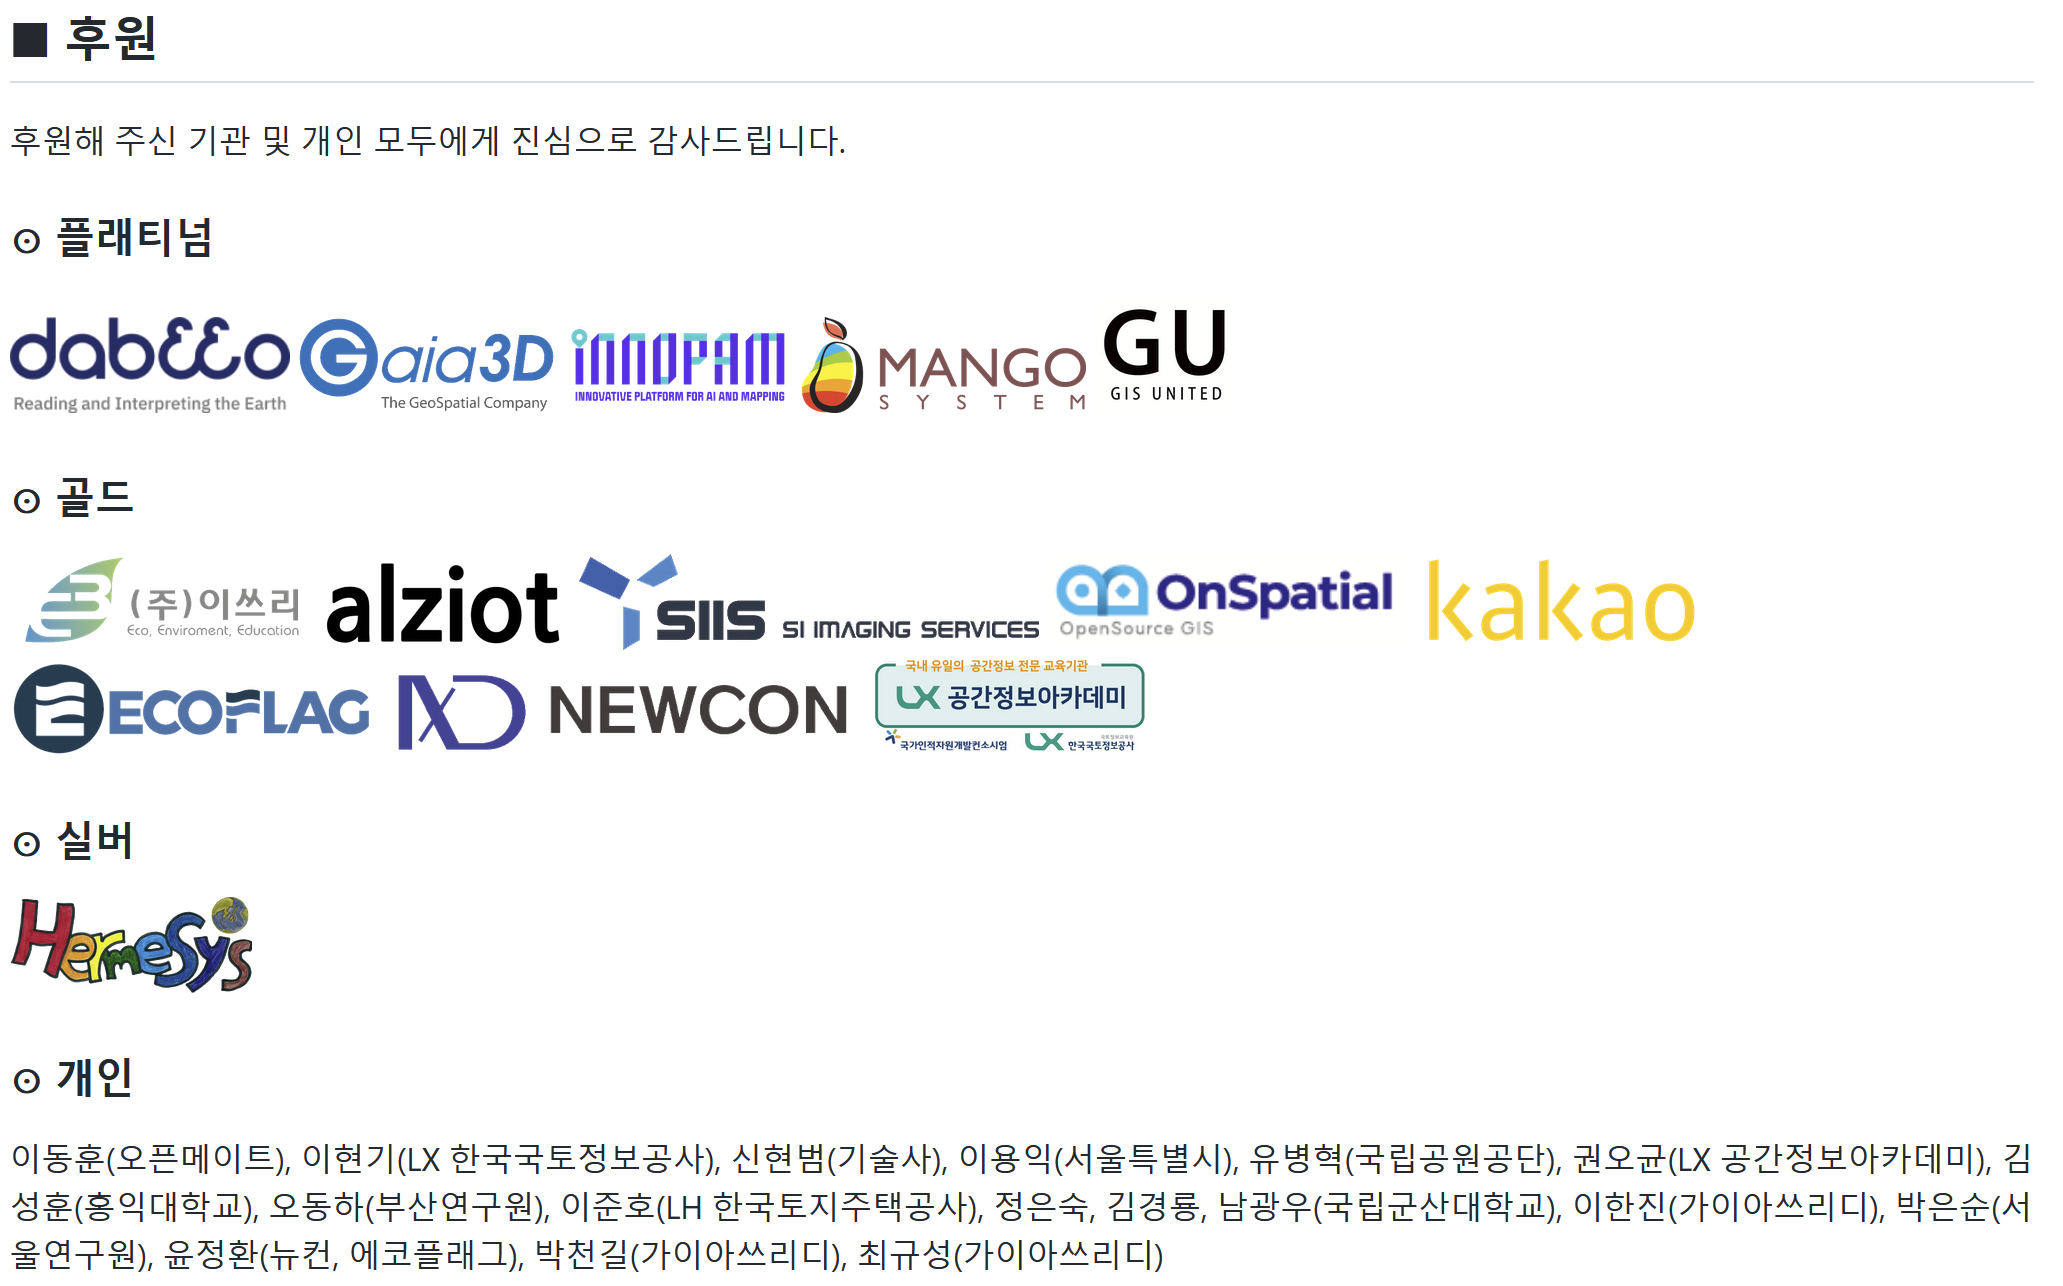 ■ 후원
후원해 주신 기관 및 개인 모두에게 진심으로 감사드립니다.
⊙ 플래티넘
dabeeo
Reading and Interpreting the Earth
Gaia3D
The GeoSpatial Company
INNOPAM
INNOVATIVE PLATFORM FOR AI AND MAPPING
MANGO
SYSTEM
GU
GIS UNITED
⊙ 골드
(주)이쓰리
Eco, Enviroment, Education
alziot
SIIS SI IMAGING SERVICES
OnSpatial
OpenSource GIS
kakao
ECOFLAG
NEWCON
국내 유일의 공간정보 전문 교육기관
LX 공간정보아카데미
국가인적자원개발컨소시엄
국토정보교육원
LX 한국국토정보공사
⊙ 실버
HermeSys
⊙ 개인
이동훈(오픈메이트), 이현기(LX 한국국토정보공사), 신현범(기술사), 이용익(서울특별시), 유병혁(국립공원공단), 권오균(LX 공간정보아카데미), 김
성훈(홍익대학교), 오동하(부산연구원), 이준호(LH 한국토지주택공사), 정은숙, 김경룡, 남광우(국립군산대학교), 이한진(가이아쓰리디), 박은순(서
울연구원), 윤정환(뉴컨, 에코플래그), 박천길(가이아쓰리디), 최규성(가이아쓰리디)